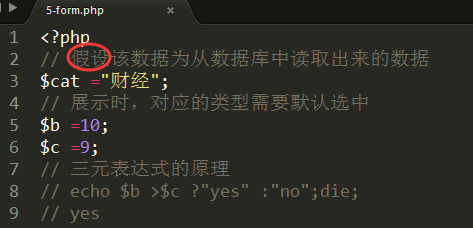 5-form.php ×
1 <?php
2 // 假设该数据为从数据库中读取出来的数据
3 $cat ="财经";
4 // 展示时，对应的类型需要默认选中
5 $b =10;
6 $c =9;
7 // 三元表达式的原理
8 // echo $b >$c ?"yes" :"no";die;
9 // yes